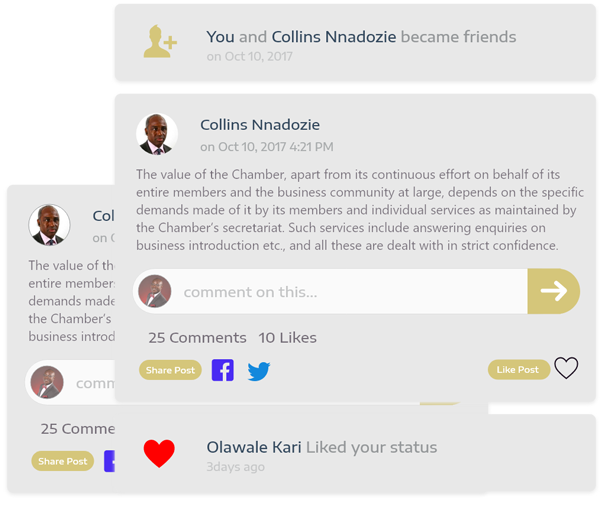 You and Collins Nnadozie became friends
on Oct 10, 2017
Collins Nnadozie
on Oct 10, 2017 4:21 PM
The value of the Chamber, apart from its continuous effort on behalf of its
entire members and the business community at large, depends on the specific
demands made of it by its members and individual services as maintained by
the Chamber's secretariat. Such services include answering enquiries on
business introduction etc., and all these are dealt with in strict confidence.
comment on this...
25 Comments 10 Likes
Share Post
Like Post
Olawale Kari Liked your status
3days ago
Col
on O
The value of th
entire members
demands made
the Chamber's
business introd
comm
25 Comme
Share Post